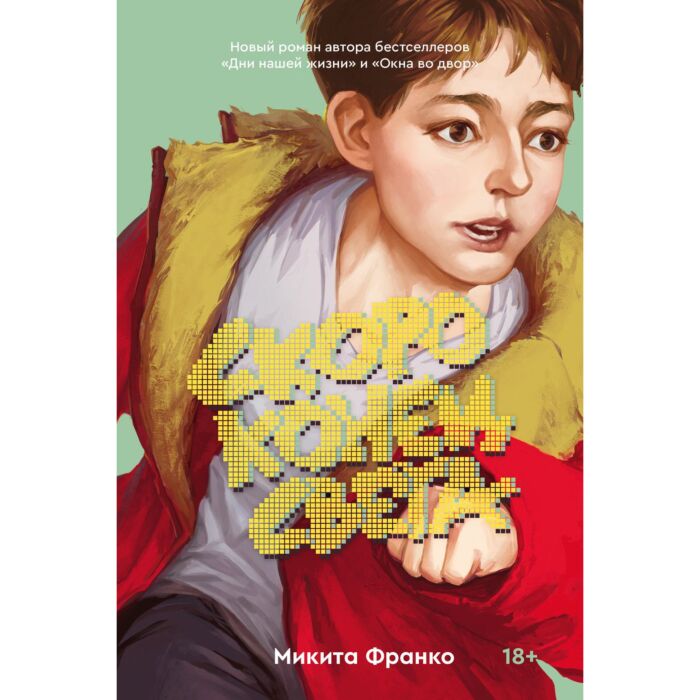 Новый роман автора бестселлеров
«Дни нашей жизни» и «Окна во двор»
СКОРО
КОНЕЦ
СВЕТА
Микита Франко
18+